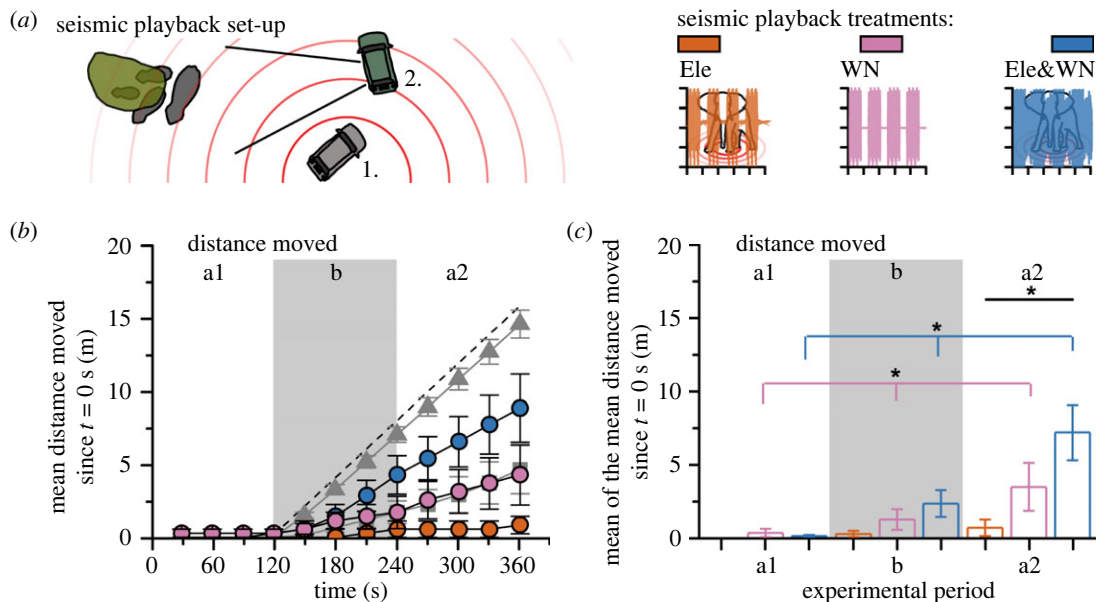 (a)
seismic playback set-up
2.
1.
seismic playback treatments:
Ele
WN
Ele&WN
(b)
distance moved
a1
b
a2
mean distance moved
since t = 0 s (m)
20
15
10
5
0
0
60
120
180
240
300
360
time (s)
(c)
distance moved
a1
b
a2
mean of the mean distance moved
since t = 0 s (m)
20
15
10
5
0
*
*
*
a1
b
a2
experimental period